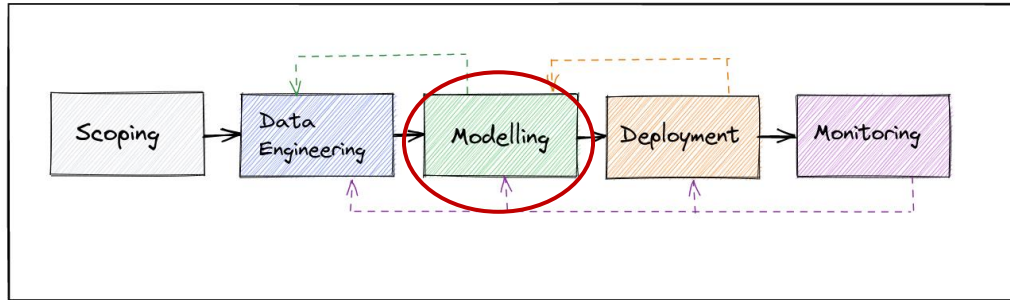 Scoping
Data
Engineering
Modelling
Deployment
Monitoring